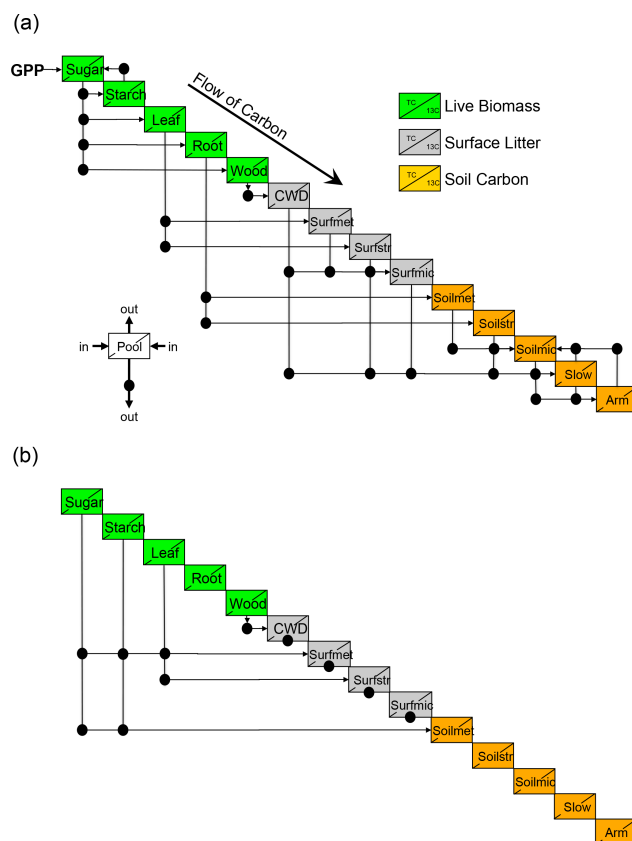 (a)
GPP
Sugar
Starch
Leaf
Root
Wood
CWD
Surfmet
Surfstr
Surfmic
Soilmet
Soilstr
Soilmic
Slow
Arm
Flow of Carbon
TC
13C
Live Biomass
TC
13C
Surface Litter
TC
13C
Soil Carbon
out
in
Pool
in
out
(b)
Sugar
Starch
Leaf
Root
Wood
CWD
Surfmet
Surfstr
Surfmic
Soilmet
Soilstr
Soilmic
Slow
Arm